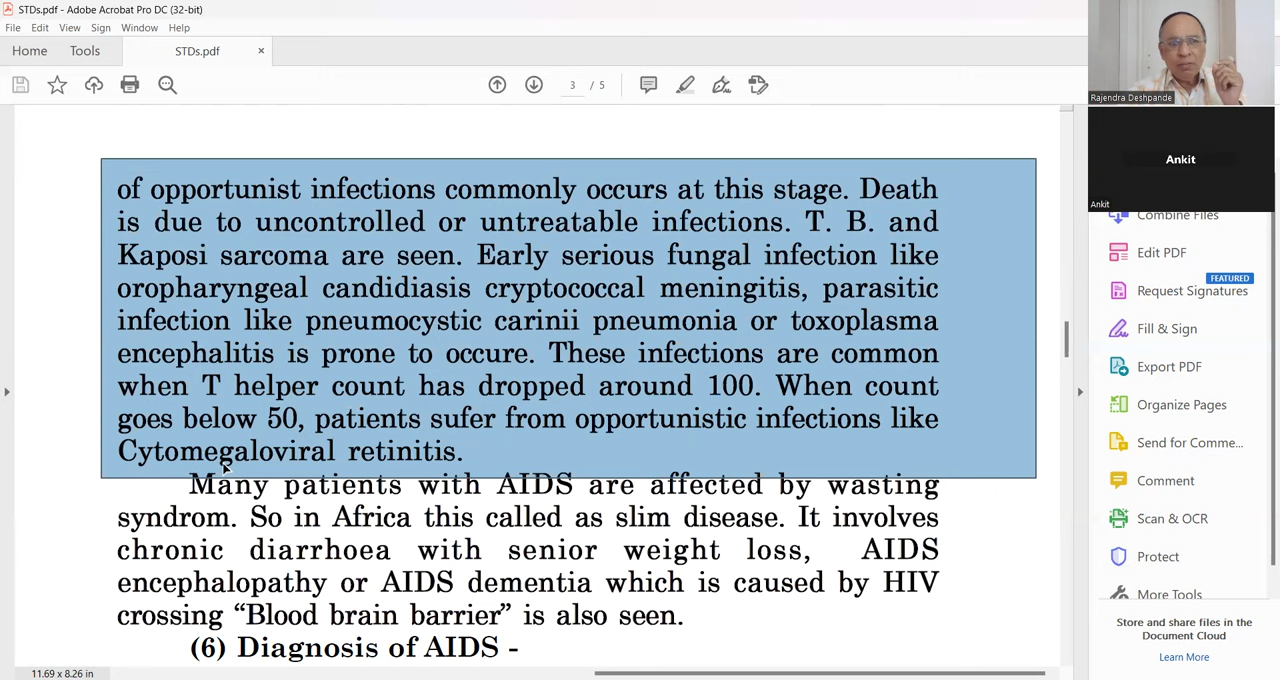 STDs.pdf - Adobe Acrobat Pro DC (32-bit)
File Edit View Sign Window Help
Home Tools STDs.pdf ×
3 / 5
Rajendra Deshpande
Ankit
Ankit
of opportunist infections commonly occurs at this stage. Death
is due to uncontrolled or untreatable infections. T. B. and
Kaposi sarcoma are seen. Early serious fungal infection like
oropharyngeal candidiasis cryptococcal meningitis, parasitic
infection like pneumocystic carinii pneumonia or toxoplasma
encephalitis is prone to occure. These infections are common
when T helper count has dropped around 100. When count
goes below 50, patients sufer from opportunistic infections like
Cytomegaloviral retinitis.
Many patients with AIDS are affected by wasting
syndrom. So in Africa this called as slim disease. It involves
chronic diarrhoea with senior weight loss, AIDS
encephalopathy or AIDS dementia which is caused by HIV
crossing “Blood brain barrier” is also seen.
(6) Diagnosis of AIDS -
11.69 x 8.26 in
Combine Files
Edit PDF
FEATURED
Request Signatures
Fill & Sign
Export PDF
Organize Pages
Send for Comme...
Comment
Scan & OCR
Protect
More Tools
Store and share files in the
Document Cloud
Learn More